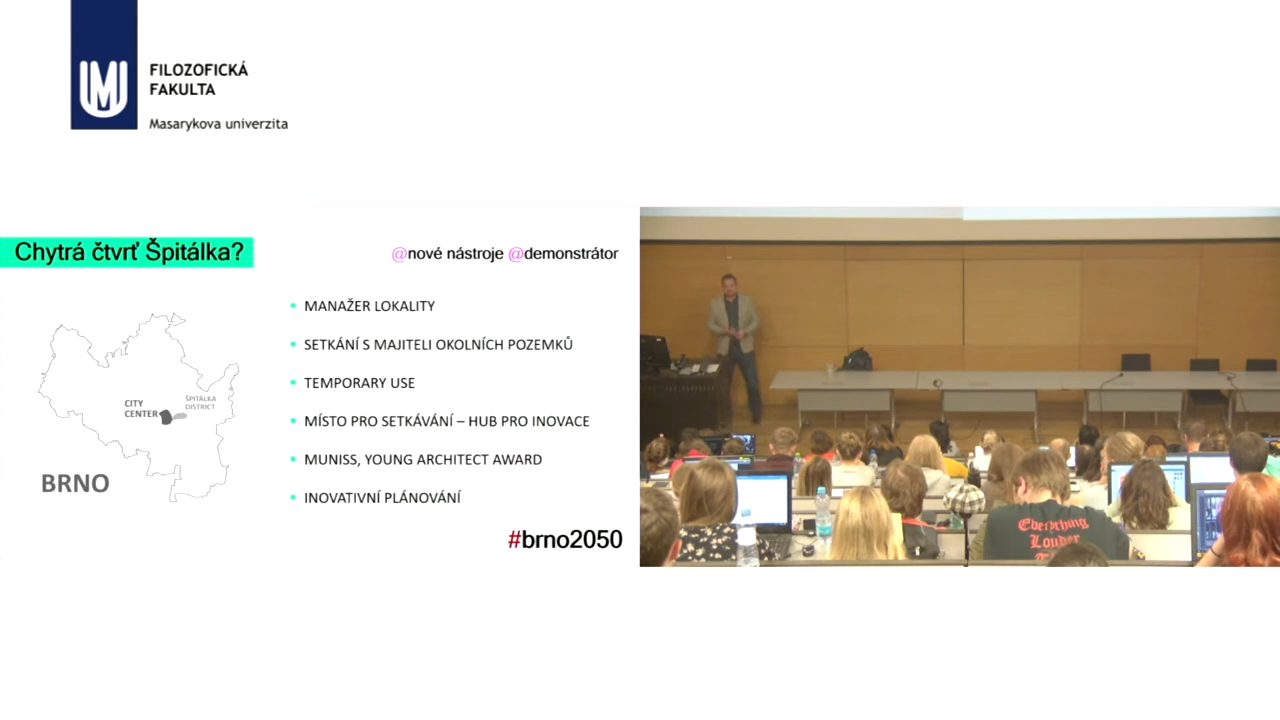 FILOZOFICKÁ
FAKULTA
Masarykova univerzita
Chytrá čtvrť Špitálka?
@nové nástroje @demonstrátor
MANAŽER LOKALITY
SETKÁNÍ S MAJITELI OKOLNÍCH POZEMKŮ
TEMPORARY USE
MÍSTO PRO SETKÁVÁNÍ – HUB PRO INOVACE
MUNISS, YOUNG ARCHITECT AWARD
INOVATIVNÍ PLÁNOVÁNÍ
CITY
CENTER
ŠPITÁLKA
DISTRICT
BRNO
#brno2050
Everything
Louder